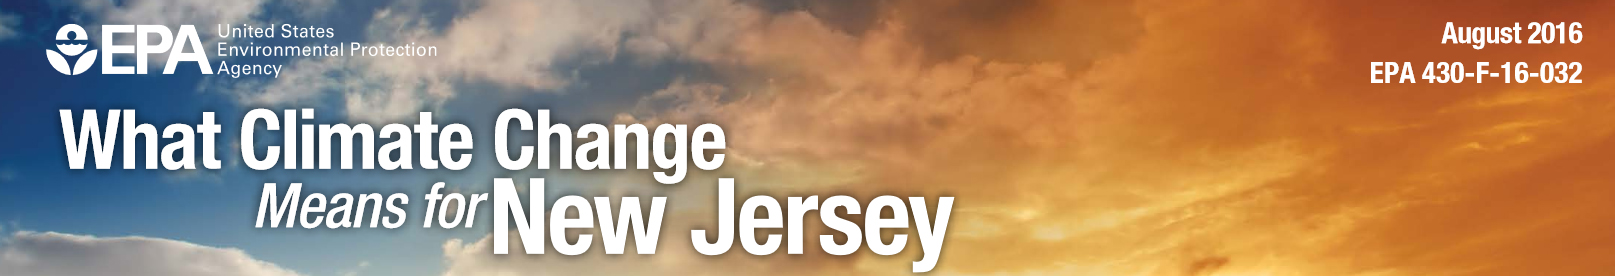 EPA
United States
Environmental Protection
Agency
August 2016
EPA 430-F-16-032
What Climate Change
Means for New Jersey